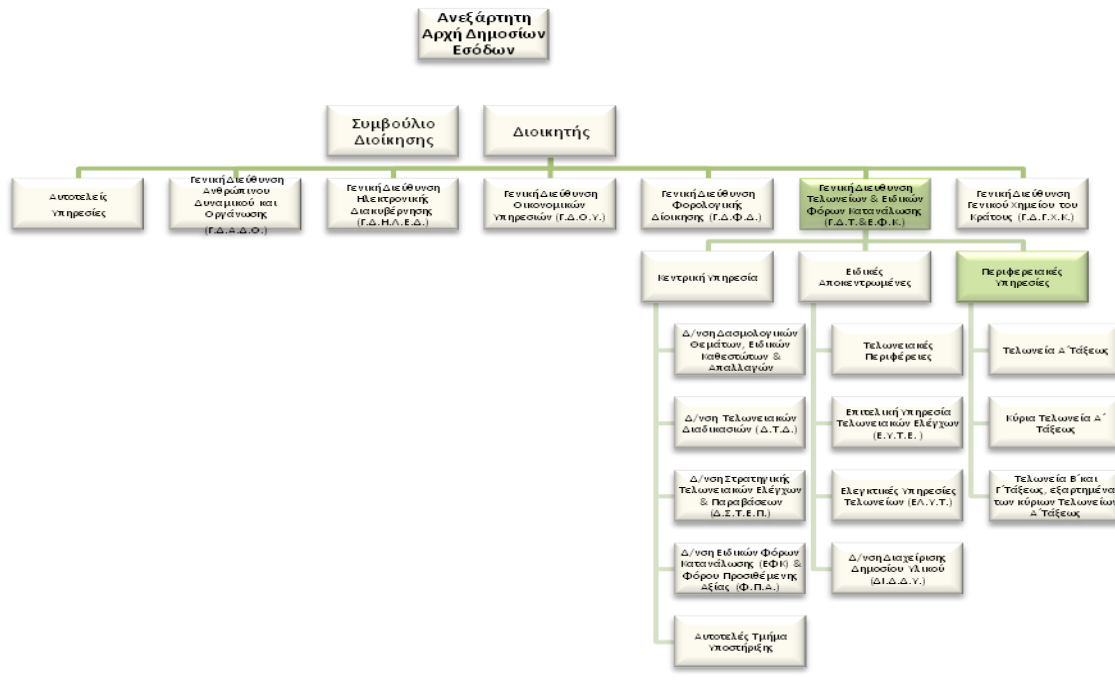 Ανεξάρτητη
Αρχή Δημοσίων
Εσόδων
Συμβούλιο
Διοίκησης
Διοικητής
Αυτοτελείς
Υπηρεσίες
Γενική Διεύθυνση
Ανθρώπινου
Δυναμικού και
Οργάνωσης
(Γ.Δ.Α.Δ.Ο.)
Γενική Διεύθυνση
Ηλεκτρονικής
Διακυβέρνησης
(Γ.Δ.Η.Λ.Ε.Δ.)
Γενική Διεύθυνση
Οικονομικών
Υπηρεσιών (Γ.Δ.Ο.Υ.)
Γενική Διεύθυνση
Φορολογικής
Διοίκησης (Γ.Δ.Φ.Δ.)
Γενική Διεύθυνση
Τελωνείων & Ειδικών
Φόρων Κατανάλωσης
(Γ.Δ.Τ.&Ε.Φ.Κ.)
Γενική Διεύθυνση
Γενικού Χημείου του
Κράτους (Γ.Δ.Γ.Χ.Κ.)
Κεντρική Υπηρεσία
Ειδικές
Αποκεντρωμένες
Περιφερειακές
Υπηρεσίες
Δ/νση Δασμολογικών
Θεμάτων, Ειδικών
Καθεστώτων &
Απαλλαγών
Δ/νση Τελωνειακών
Διαδικασιών (Δ.Τ.Δ.)
Δ/νση Στρατηγικής
Τελωνειακών Ελέγχων
& Παραβάσεων
(Δ.Σ.Τ.Ε.Π.)
Δ/νση Ειδικών Φόρων
Κατανάλωσης (ΕΦΚ) &
Φόρου Προστιθέμενης
Αξίας (Φ.Π.Α.)
Αυτοτελές Τμήμα
Υποστήριξης
Τελωνειακές
Περιφέρειες
Επιτελική Υπηρεσία
Τελωνειακών Ελέγχων
(Ε.Υ.Τ.Ε. )
Ελεγκτικές Υπηρεσίες
Τελωνείων (ΕΛ.Υ.Τ.)
Δ/νση Διαχείρισης
Δημοσίου Υλικού
(ΔΙ.Δ.Δ.Υ.)
Τελωνεία Α΄Τάξεως
Κύρια Τελωνεία Α΄
Τάξεως
Τελωνεία Β΄και
Γ΄Τάξεως, εξαρτημένα
των κύριων Τελωνείων
Α΄Τάξεως